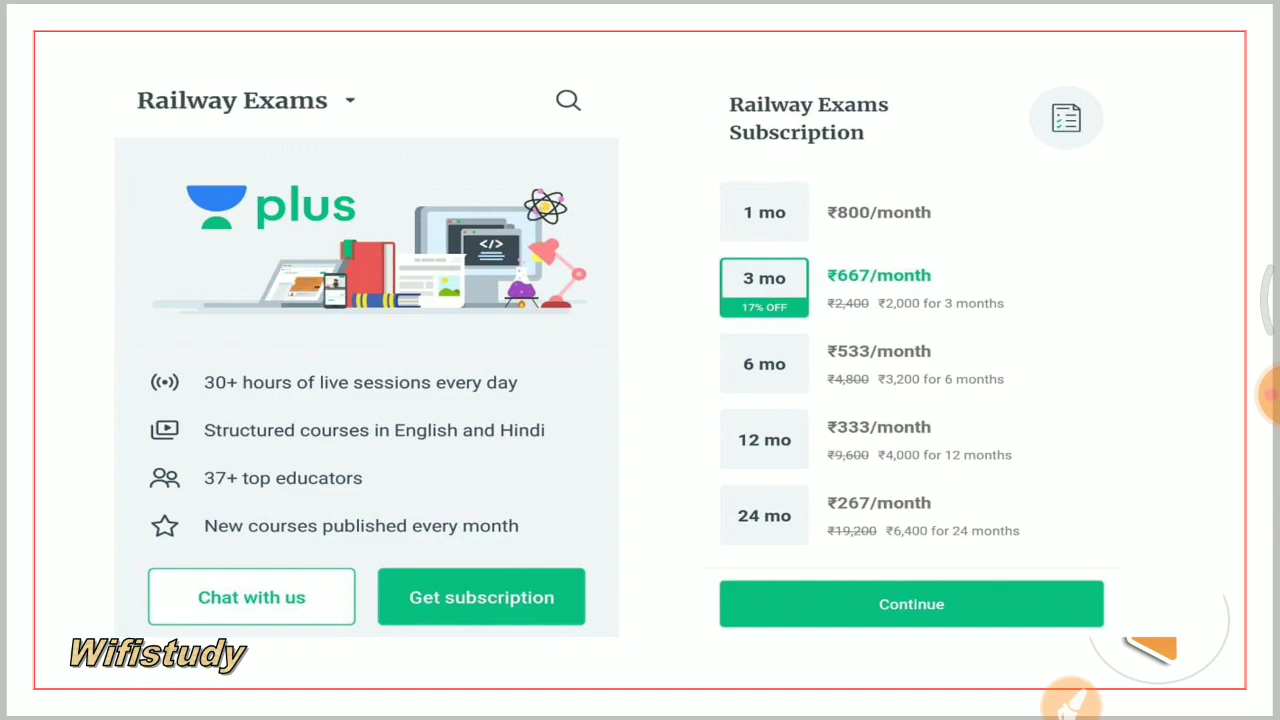 Railway Exams
plus
</>
30+ hours of live sessions every day
Structured courses in English and Hindi
37+ top educators
New courses published every month
Chat with us
Get subscription
Wifistudy
Railway Exams
Subscription
1 mo ₹800/month
3 mo ₹667/month
17% OFF ₹2,400 ₹2,000 for 3 months
6 mo ₹533/month
₹4,800 ₹3,200 for 6 months
12 mo ₹333/month
₹9,600 ₹4,000 for 12 months
24 mo ₹267/month
₹19,200 ₹6,400 for 24 months
Continue